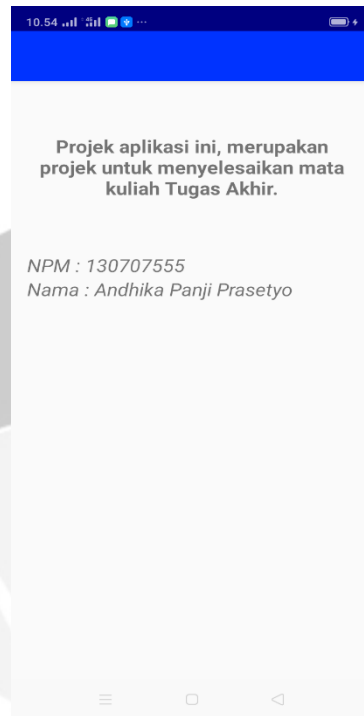 10.54
4G
Projek aplikasi ini, merupakan
projek untuk menyelesaikan mata
kuliah Tugas Akhir.
NPM : 130707555
Nama : Andhika Panji Prasetyo